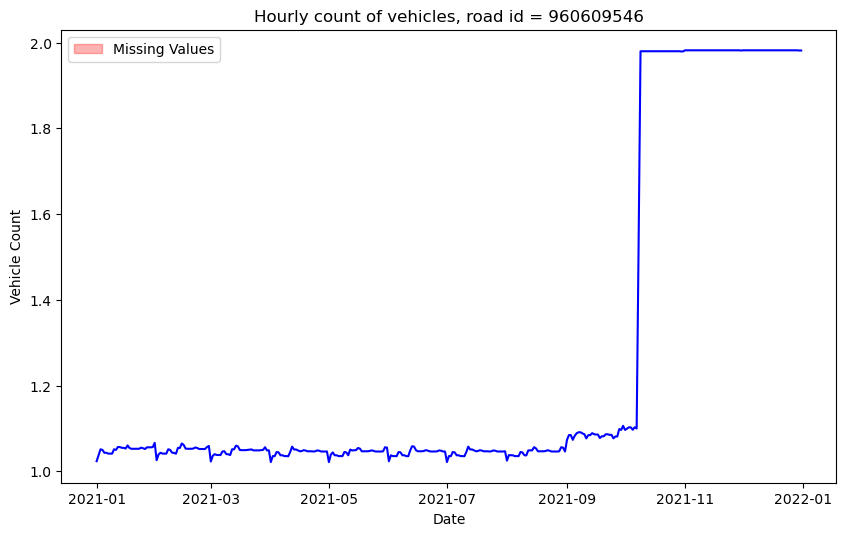 Hourly count of vehicles, road id = 960609546
Missing Values
Vehicle Count
2.0
1.8
1.6
1.4
1.2
1.0
2021-01 2021-03 2021-05 2021-07 2021-09 2021-11 2022-01
Date